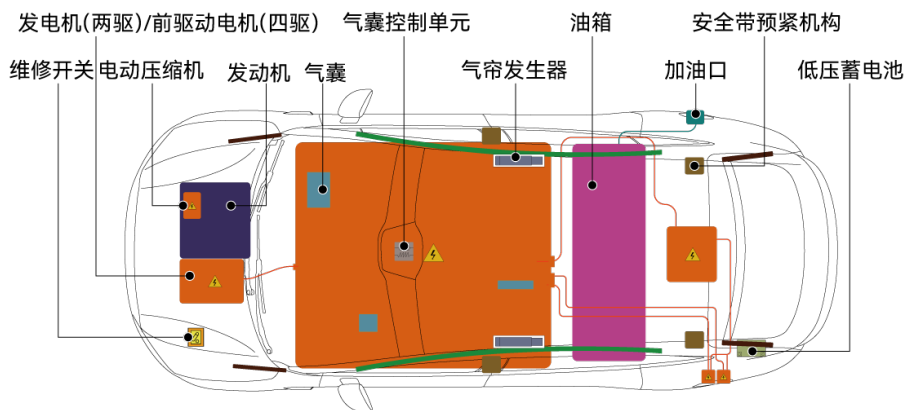 发电机(两驱)/前驱动电机(四驱) 气囊控制单元 油箱 安全带预紧机构
维修开关 电动压缩机 发动机 气囊 气帘发生器 加油口 低压蓄电池